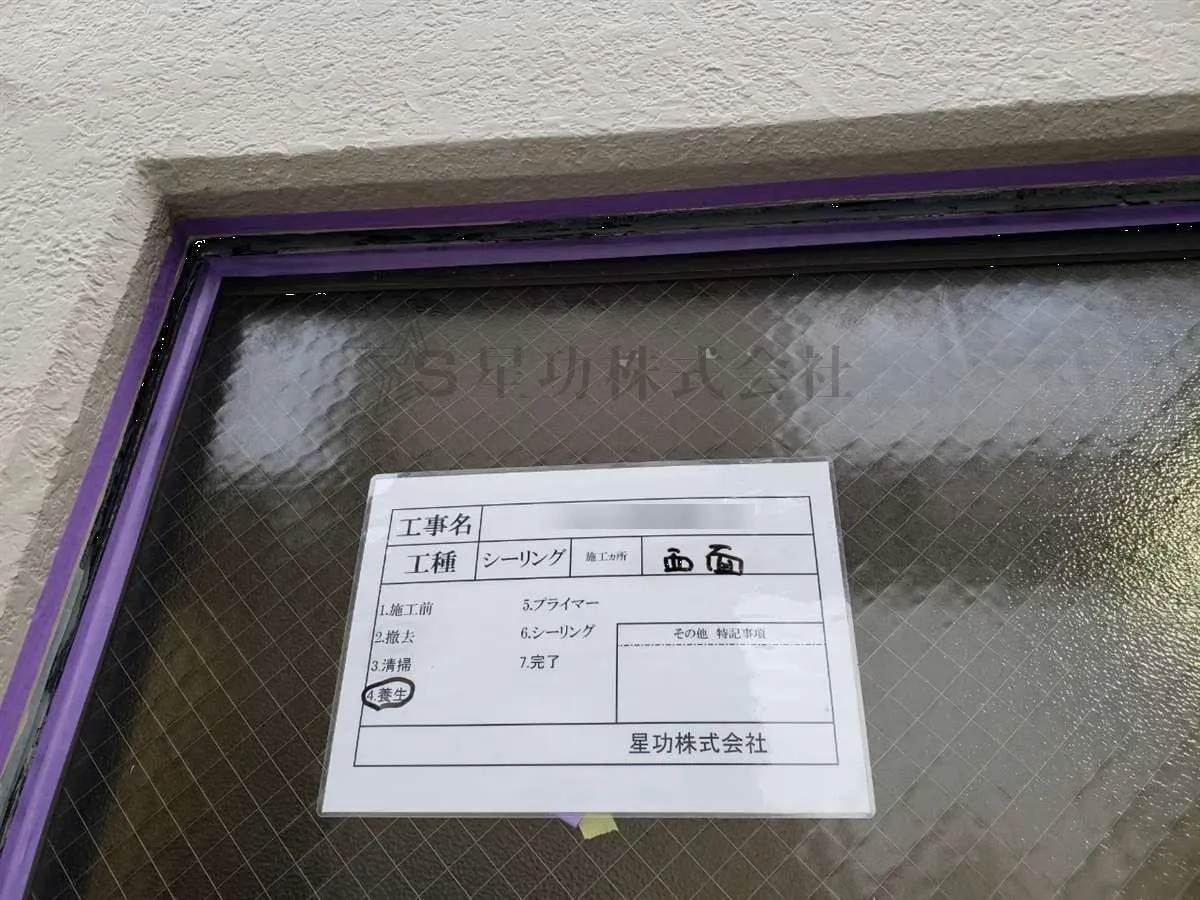 S星功株式会社
工事名
工種 シーリング 施工ヵ所 西面
1.施工前 5.プライマー
2.撤去 6.シーリング
3.清掃 7.完了
4.養生
その他 特記事項
星功株式会社